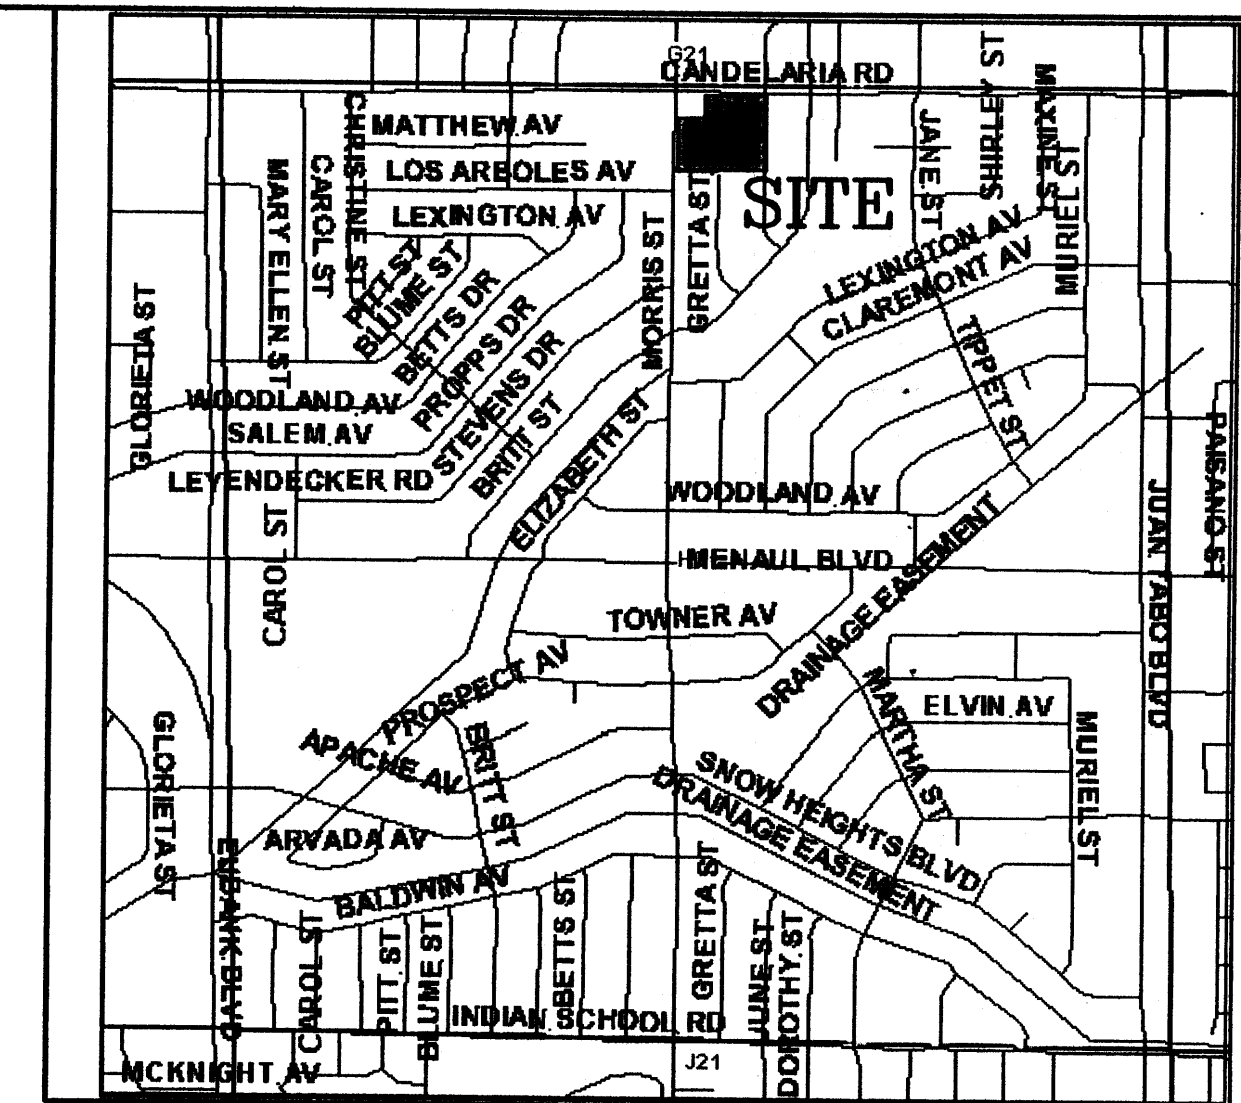 G21
CANDELARIA RD
SHIRLEY ST
MAXINE ST
CHRISTINE ST
MATTHEW AV
JANE ST
MURIEL ST
MARY ELLEN ST
CAROL ST
LOS ARBOLES AV
GRETTA ST
SITE
LEXINGTON AV
MORRIS ST
LEXINGTON AV
CLAREMONT AV
PITT ST
BLUME ST
BETTS DR
PROPPS DR
STEVENS DR
BRITT ST
ELIZABETH ST
TIPPET ST
GLORIETA ST
WOODLAND AV
SALEM AV
LEYENDECKER RD
WOODLAND AV
PAISANO ST
JUAN TABO BLVD
CAROL ST
MENAUL BLVD
DRAINAGE EASEMENT
TOWNER AV
PROSPECT AV
APACHE AV
BRITT ST
MARTHA ST
ELVIN AV
MURIEL ST
GLORIETA ST
SNOW HEIGHTS BLVD
DRAINAGE EASEMENT
ARVADA AV
BALDWIN AV
EUBANK BLVD
CAROL ST
PITT ST
BLUME ST
BETTS ST
GRETTA ST
JUNE ST
DOROTHY ST
INDIAN SCHOOL RD
J21
MCKNIGHT AV